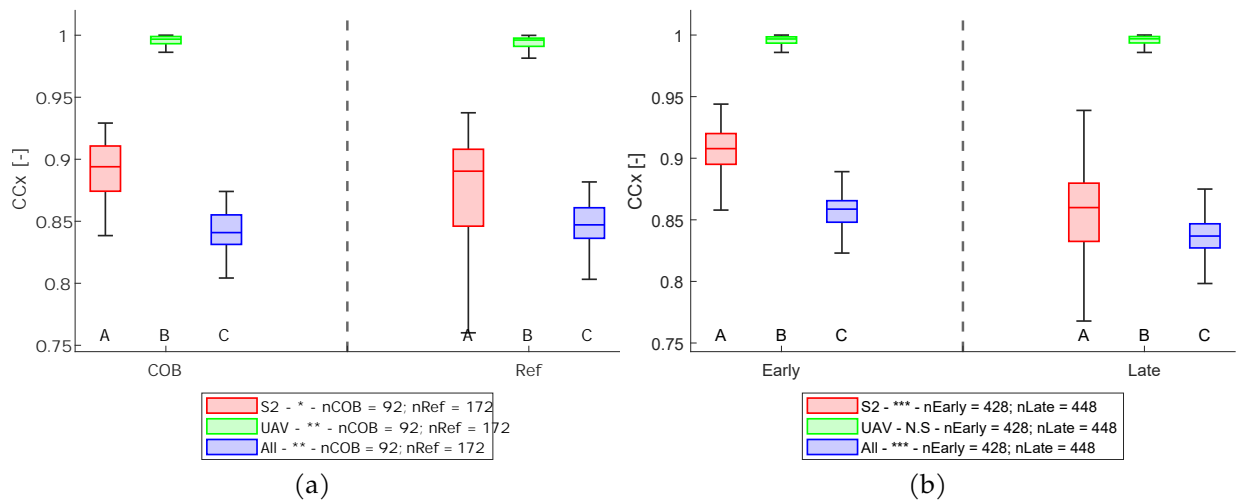 1
0.95
0.9
0.85
0.8
0.75
CCx [-]
A B C A B C
COB Ref
S2 - * - nCOB = 92; nRef = 172
UAV - ** - nCOB = 92; nRef = 172
All - ** - nCOB = 92; nRef = 172
(a)
1
0.95
0.9
0.85
0.8
0.75
CCx [-]
A B C A B C
Early Late
S2 - *** - nEarly = 428; nLate = 448
UAV - N.S - nEarly = 428; nLate = 448
All - *** - nEarly = 428; nLate = 448
(b)